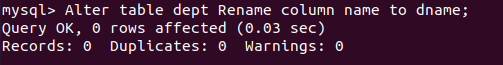 mysql> Alter table dept Rename column name to dname;
Query OK, 0 rows affected (0.03 sec)
Records: 0  Duplicates: 0  Warnings: 0